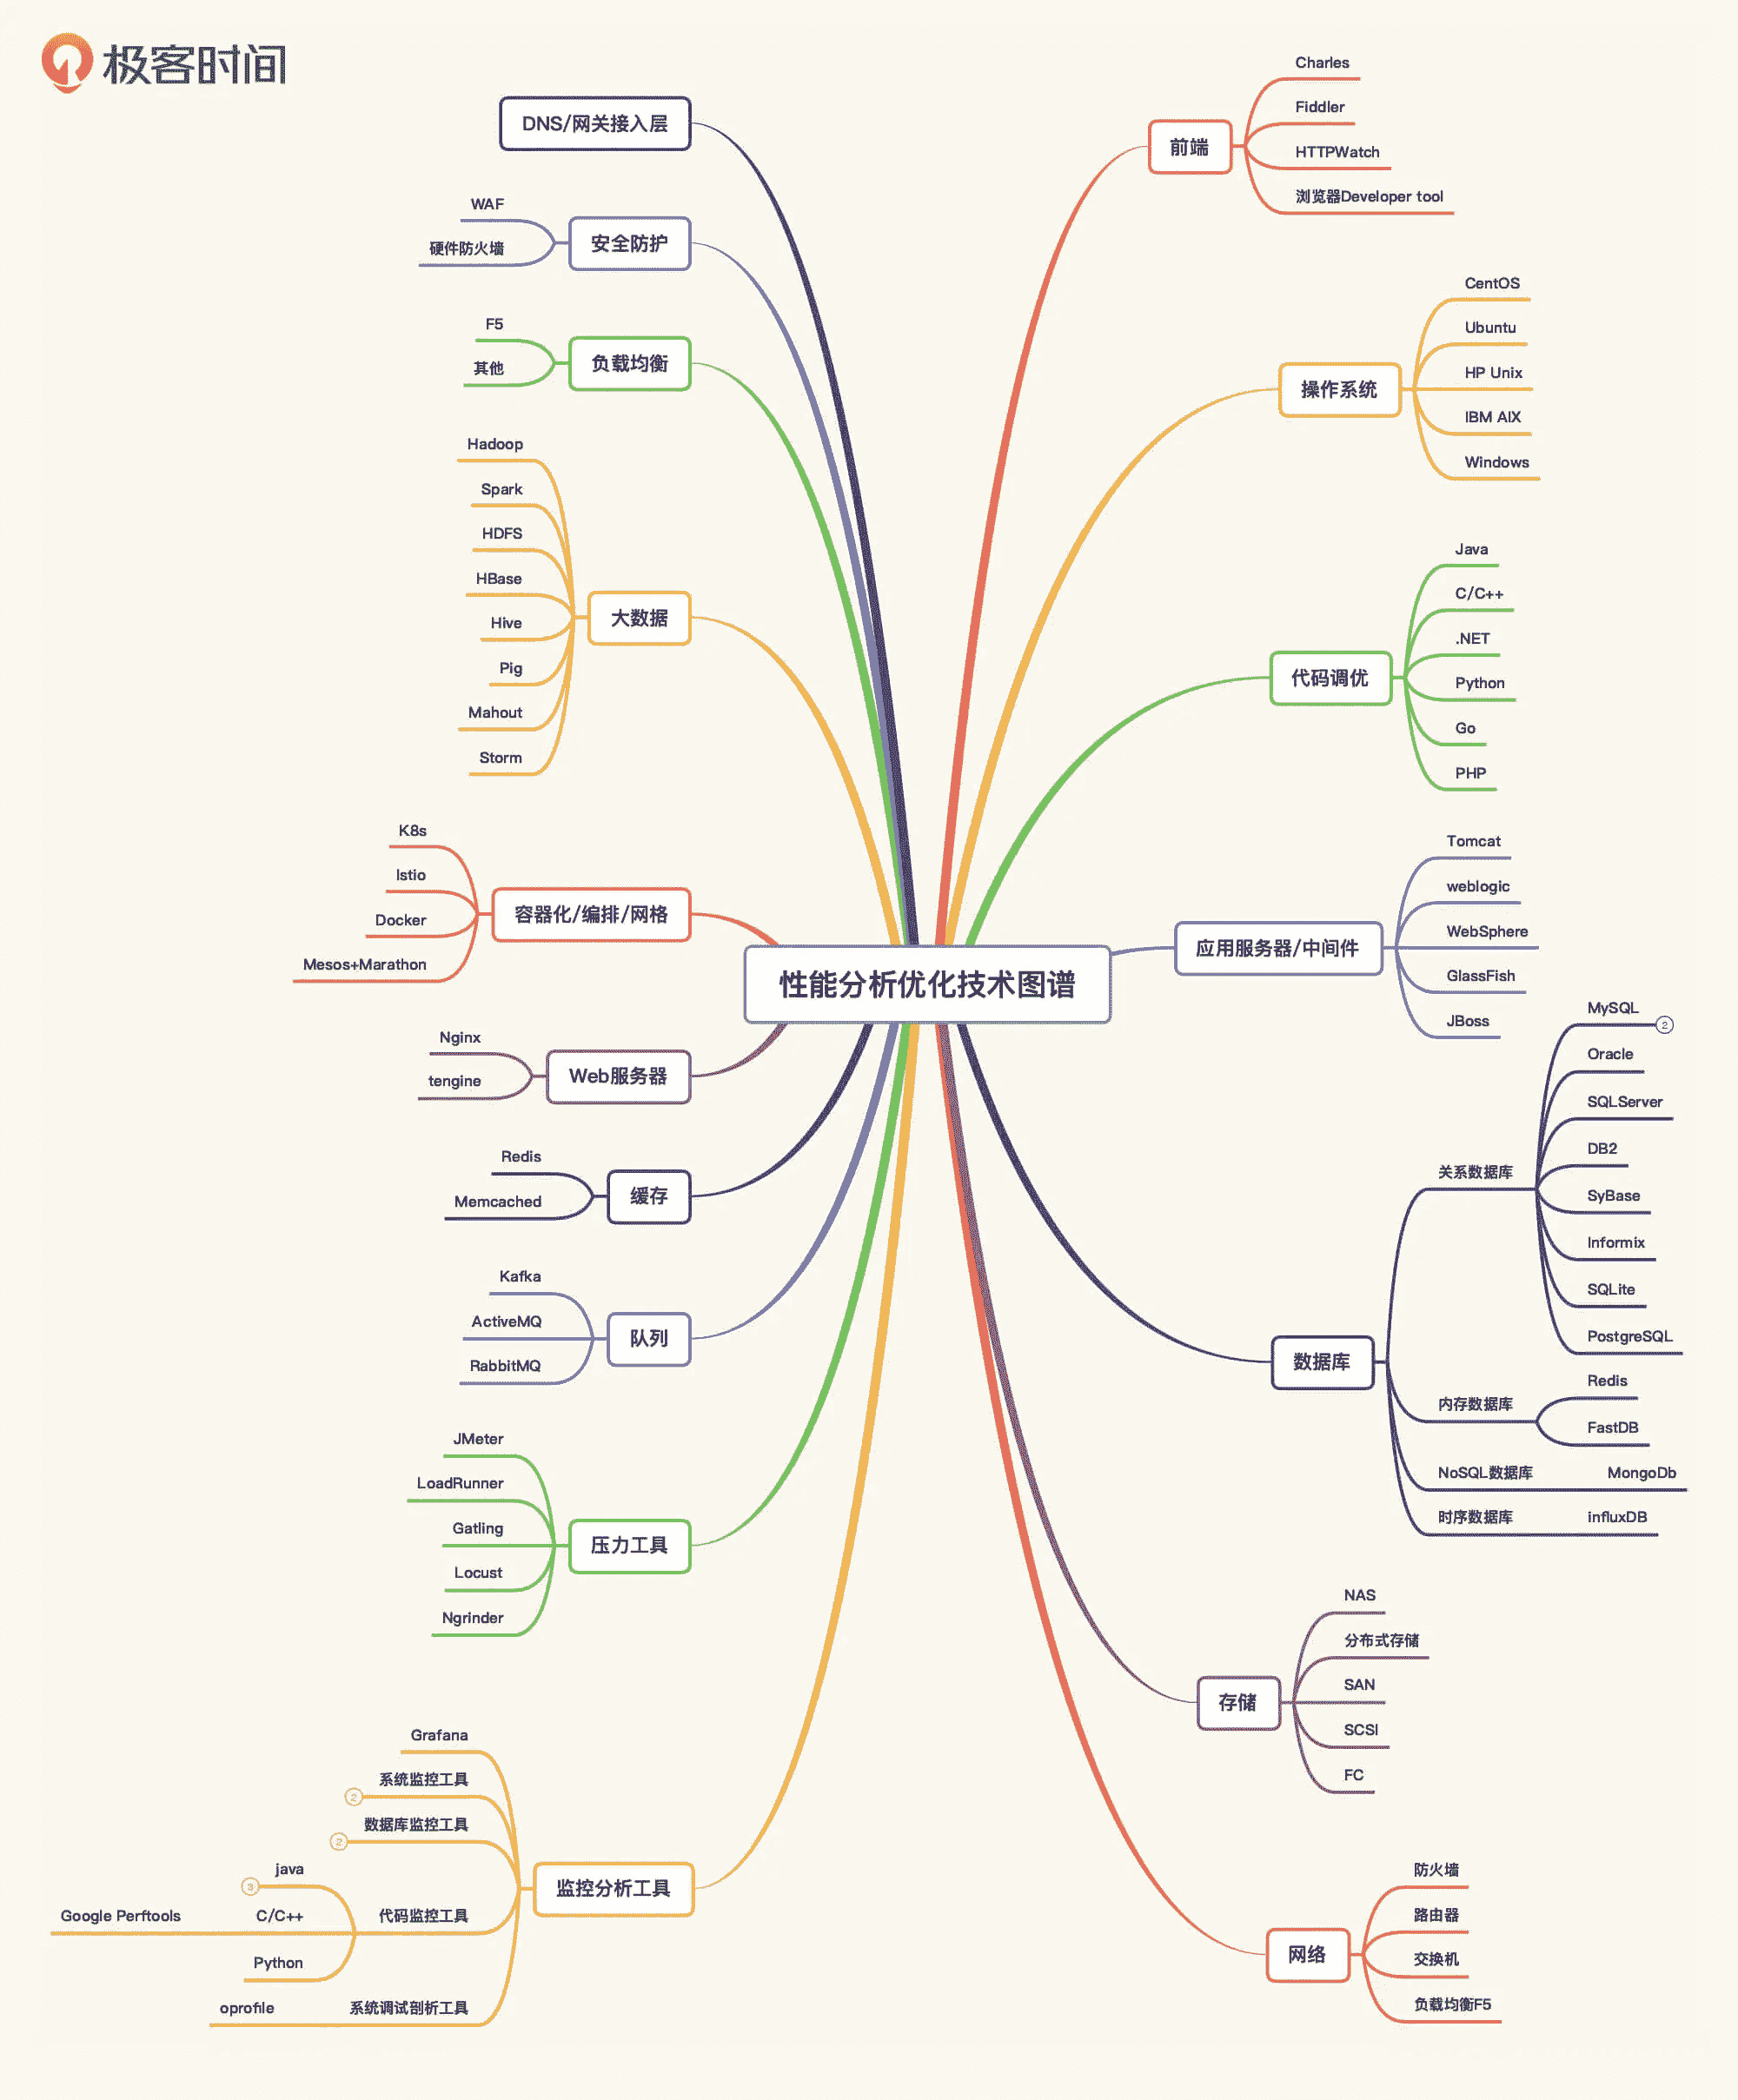 极客时间
性能分析优化技术图谱
前端
Charles
Fiddler
HTTPWatch
浏览器Developer tool
操作系统
CentOS
Ubuntu
HP Unix
IBM AIX
Windows
代码调优
Java
C/C++
.NET
Python
Go
PHP
应用服务器/中间件
Tomcat
weblogic
WebSphere
GlassFish
JBoss
数据库
关系数据库
MySQL
2
Oracle
SQLServer
DB2
SyBase
Informix
SQLite
PostgreSQL
内存数据库
Redis
FastDB
NoSQL数据库
MongoDb
时序数据库
influxDB
存储
NAS
分布式存储
SAN
SCSI
FC
网络
防火墙
路由器
交换机
负载均衡F5
DNS/网关接入层
安全防护
WAF
硬件防火墙
负载均衡
F5
其他
大数据
Hadoop
Spark
HDFS
HBase
Hive
Pig
Mahout
Storm
容器化/编排/网格
K8s
Istio
Docker
Mesos+Marathon
Web服务器
Nginx
tengine
缓存
Redis
Memcached
队列
Kafka
ActiveMQ
RabbitMQ
压力工具
JMeter
LoadRunner
Gatling
Locust
Ngrinder
监控分析工具
Grafana
系统监控工具
2
数据库监控工具
2
代码监控工具
java
3
C/C++
Google Perftools
Python
系统调试剖析工具
oprofile